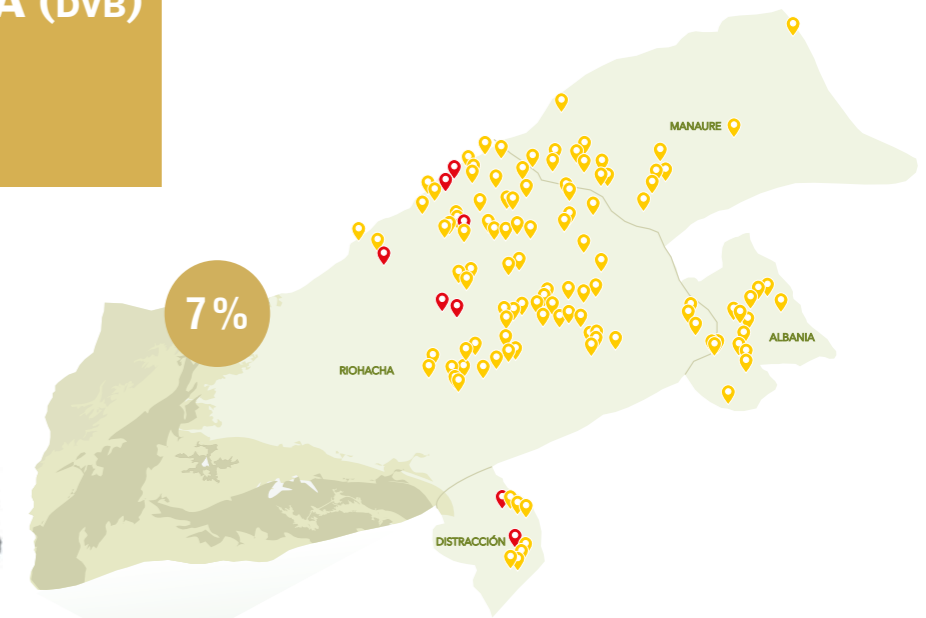 A (DVB)
MANAURE
7%
ALBANIA
RIOHACHA
DISTRACCIÓN